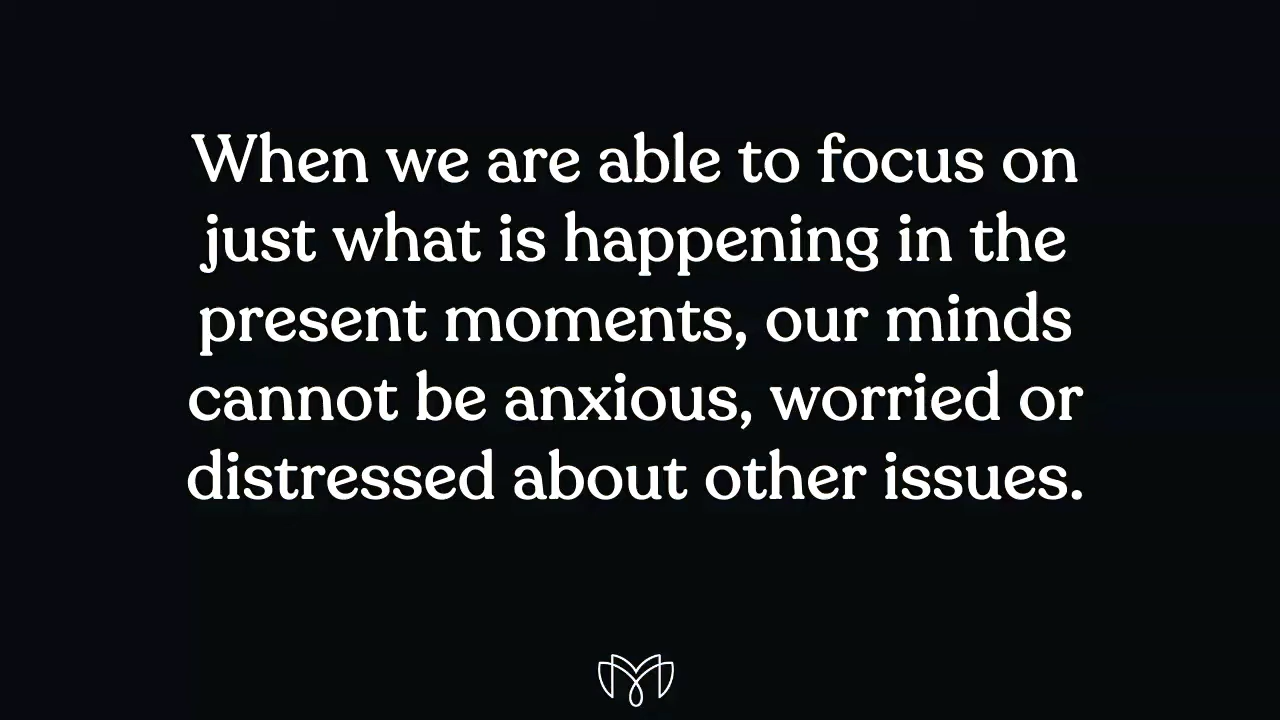 When we are able to focus on
just what is happening in the
present moments, our minds
cannot be anxious, worried or
distressed about other issues.